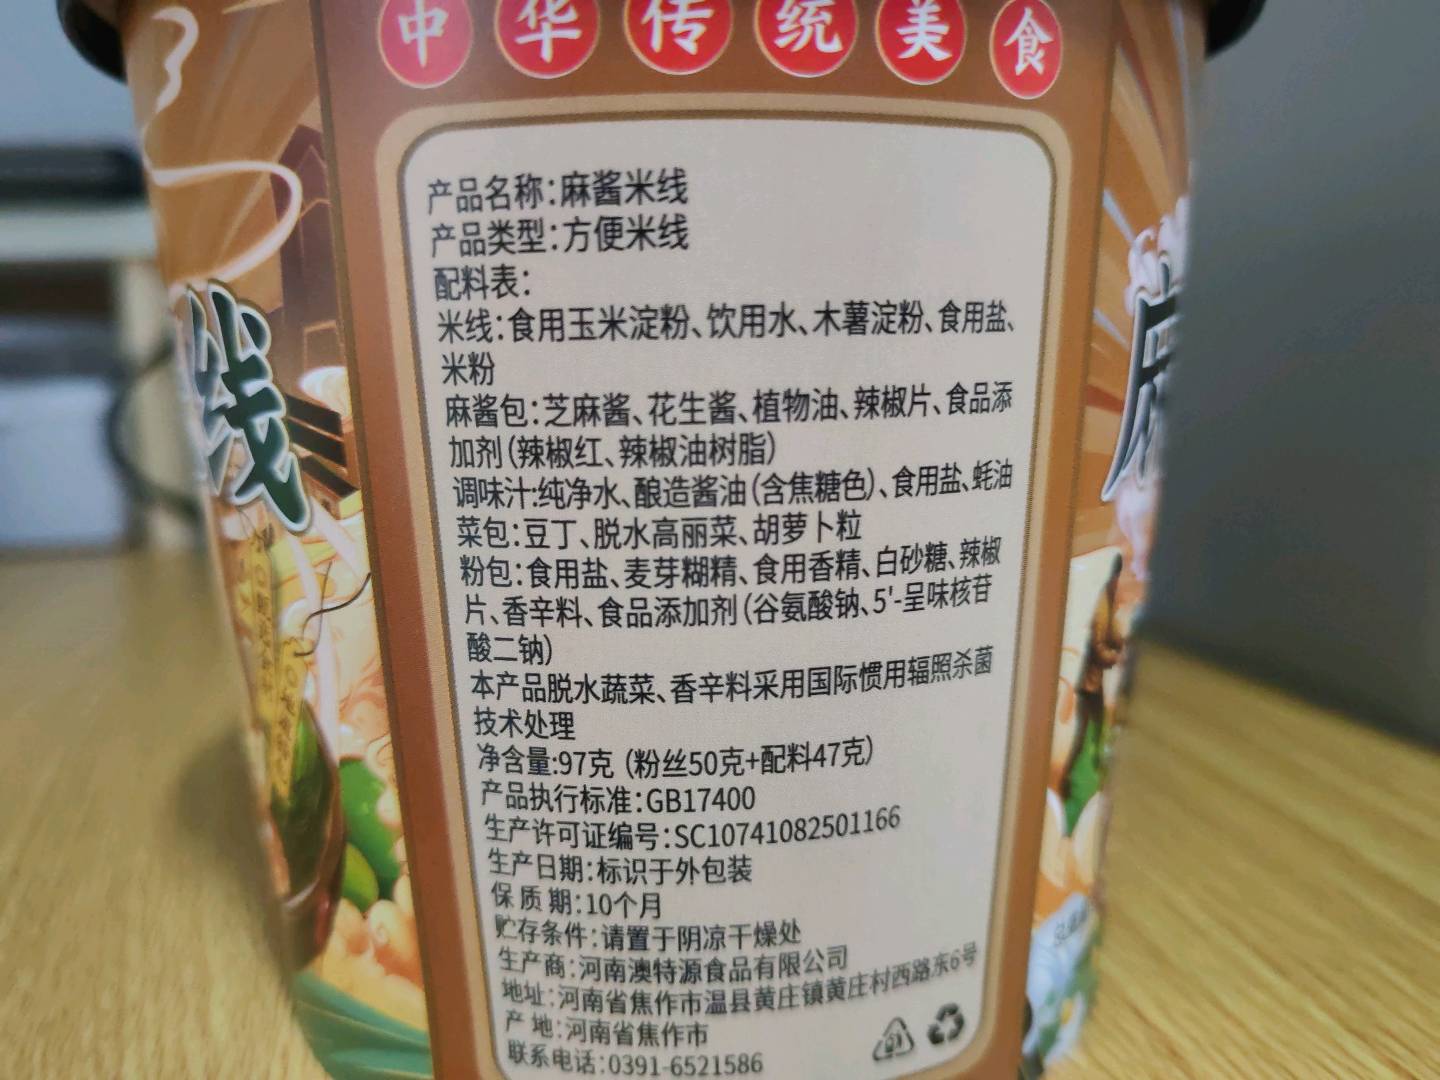 中华传统美食
产品名称:麻酱米线
产品类型:方便米线
配料表:
米线:食用玉米淀粉、饮用水、木薯淀粉、食用盐、
米粉
麻酱包:芝麻酱、花生酱、植物油、辣椒片、食品添
加剂(辣椒红、辣椒油树脂)
调味汁:纯净水、酿造酱油(含焦糖色)、食用盐、蚝油
菜包:豆丁、脱水高丽菜、胡萝卜粒
粉包:食用盐、麦芽糊精、食用香精、白砂糖、辣椒
片、香辛料、食品添加剂(谷氨酸钠、5'-呈味核苷
酸二钠)
本产品脱水蔬菜、香辛料采用国际惯用辐照杀菌
技术处理
净含量:97克 (粉丝50克+配料47克)
产品执行标准:GB17400
生产许可证编号:SC10741082501166
生产日期:标识于外包装
保质期:10个月
贮存条件:请置于阴凉干燥处
生产商:河南澳特源食品有限公司
地址:河南省焦作市温县黄庄镇黄庄村西路东6号
产地:河南省焦作市
联系电话:0391-6521586
线